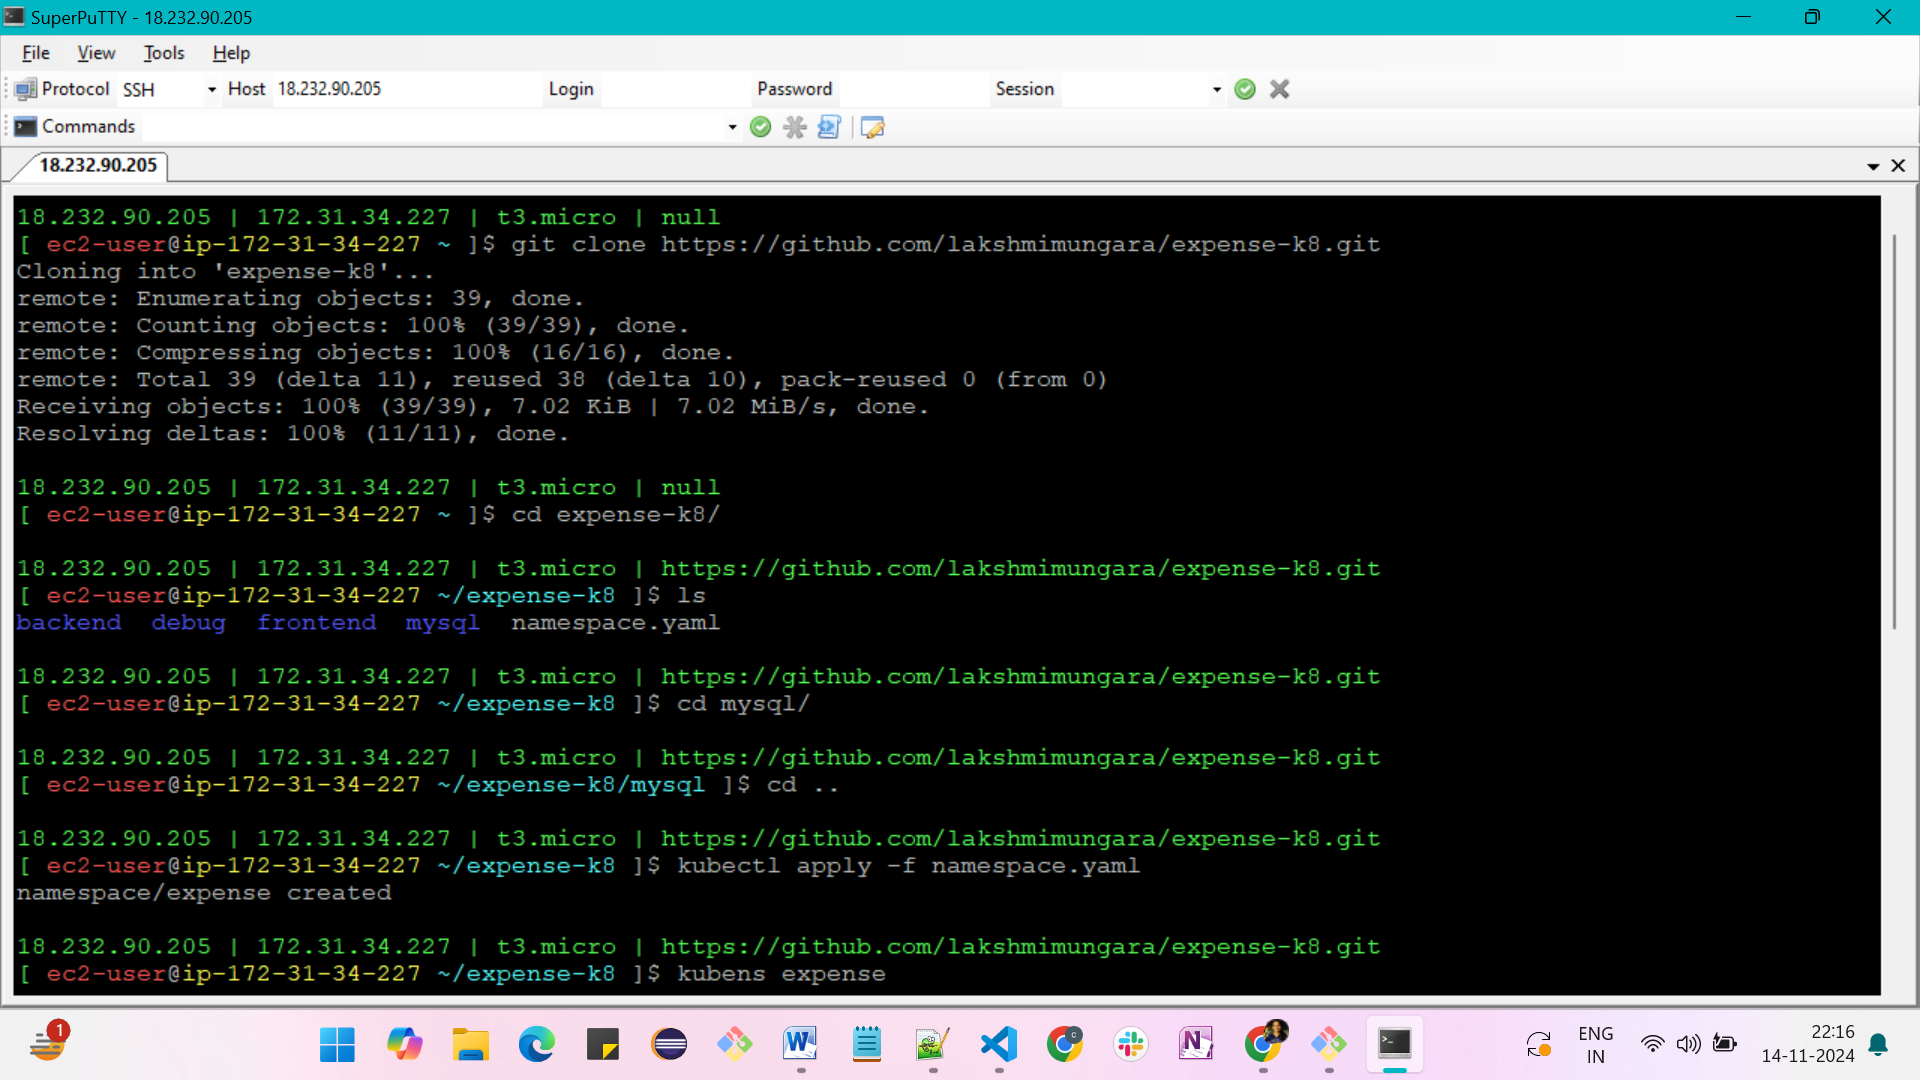 SuperPuTTY - 18.232.90.205
File View Tools Help
Protocol SSH Host 18.232.90.205 Login Password Session
Commands
18.232.90.205
18.232.90.205 | 172.31.34.227 | t3.micro | null
[ ec2-user@ip-172-31-34-227 ~ ]$ git clone https://github.com/lakshmimungara/expense-k8.git
Cloning into 'expense-k8'...
remote: Enumerating objects: 39, done.
remote: Counting objects: 100% (39/39), done.
remote: Compressing objects: 100% (16/16), done.
remote: Total 39 (delta 11), reused 38 (delta 10), pack-reused 0 (from 0)
Receiving objects: 100% (39/39), 7.02 KiB | 7.02 MiB/s, done.
Resolving deltas: 100% (11/11), done.
18.232.90.205 | 172.31.34.227 | t3.micro | null
[ ec2-user@ip-172-31-34-227 ~ ]$ cd expense-k8/
18.232.90.205 | 172.31.34.227 | t3.micro | https://github.com/lakshmimungara/expense-k8.git
[ ec2-user@ip-172-31-34-227 ~/expense-k8 ]$ ls
backend debug frontend mysql namespace.yaml
18.232.90.205 | 172.31.34.227 | t3.micro | https://github.com/lakshmimungara/expense-k8.git
[ ec2-user@ip-172-31-34-227 ~/expense-k8 ]$ cd mysql/
18.232.90.205 | 172.31.34.227 | t3.micro | https://github.com/lakshmimungara/expense-k8.git
[ ec2-user@ip-172-31-34-227 ~/expense-k8/mysql ]$ cd ..
18.232.90.205 | 172.31.34.227 | t3.micro | https://github.com/lakshmimungara/expense-k8.git
[ ec2-user@ip-172-31-34-227 ~/expense-k8 ]$ kubectl apply -f namespace.yaml
namespace/expense created
18.232.90.205 | 172.31.34.227 | t3.micro | https://github.com/lakshmimungara/expense-k8.git
[ ec2-user@ip-172-31-34-227 ~/expense-k8 ]$ kubens expense
1
ENG
IN
22:16
14-11-2024